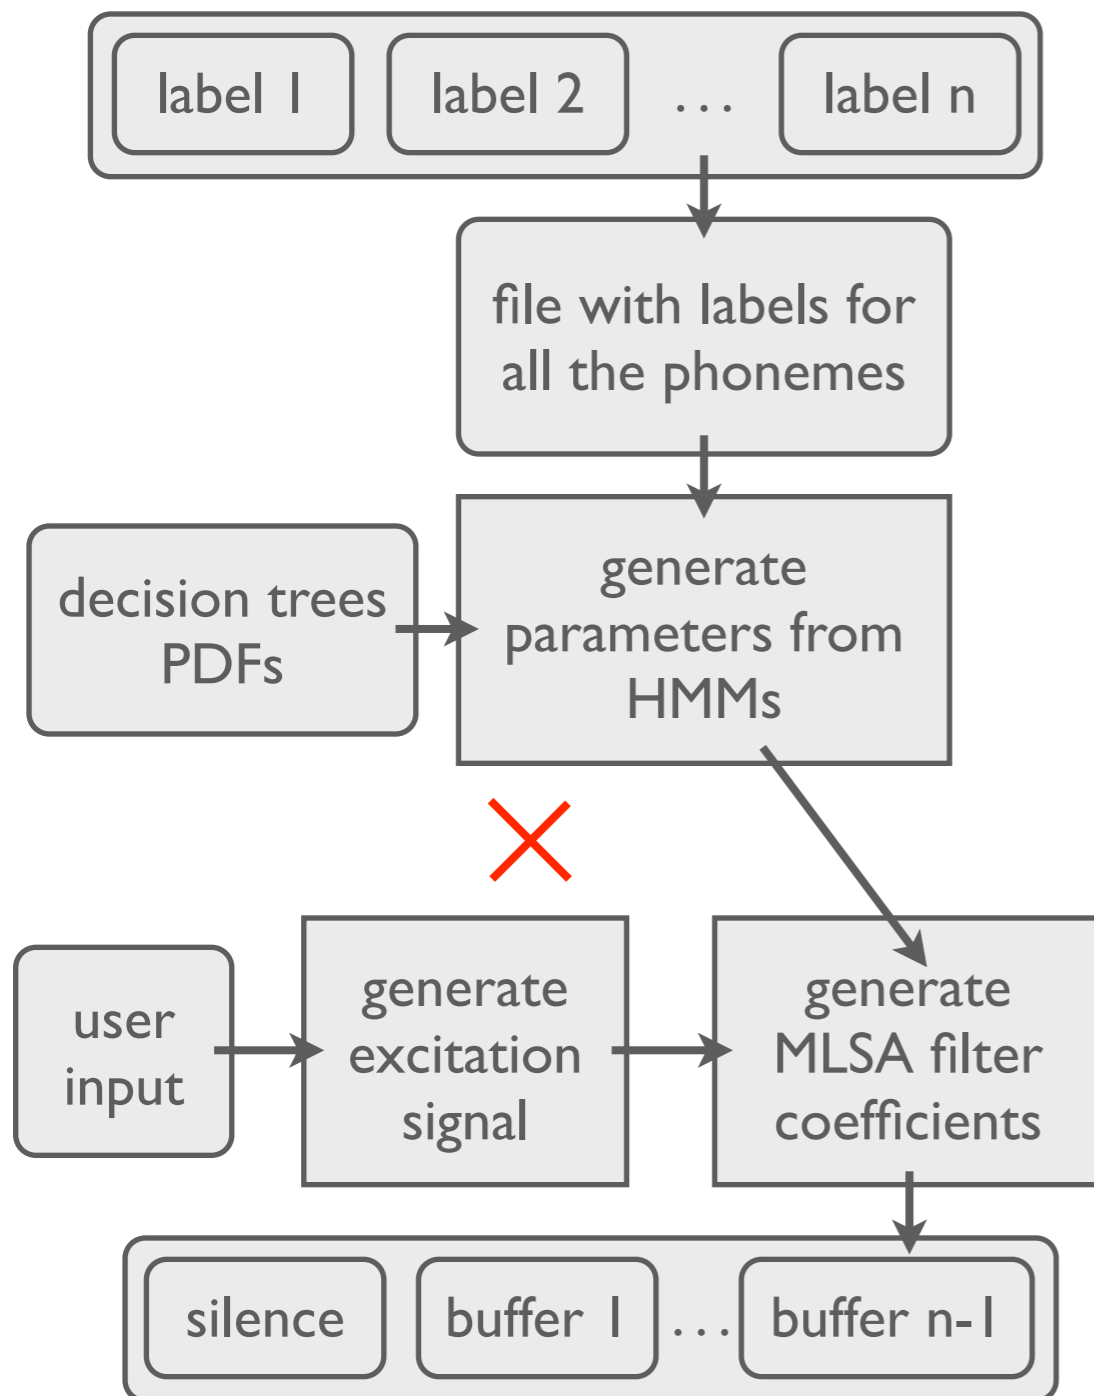 label 1 label 2 ... label n
file with labels for
all the phonemes
decision trees
PDFs
generate
parameters from
HMMs
user
input
generate
excitation
signal
generate
MLSA filter
coefficients
silence buffer 1 ... buffer n-1